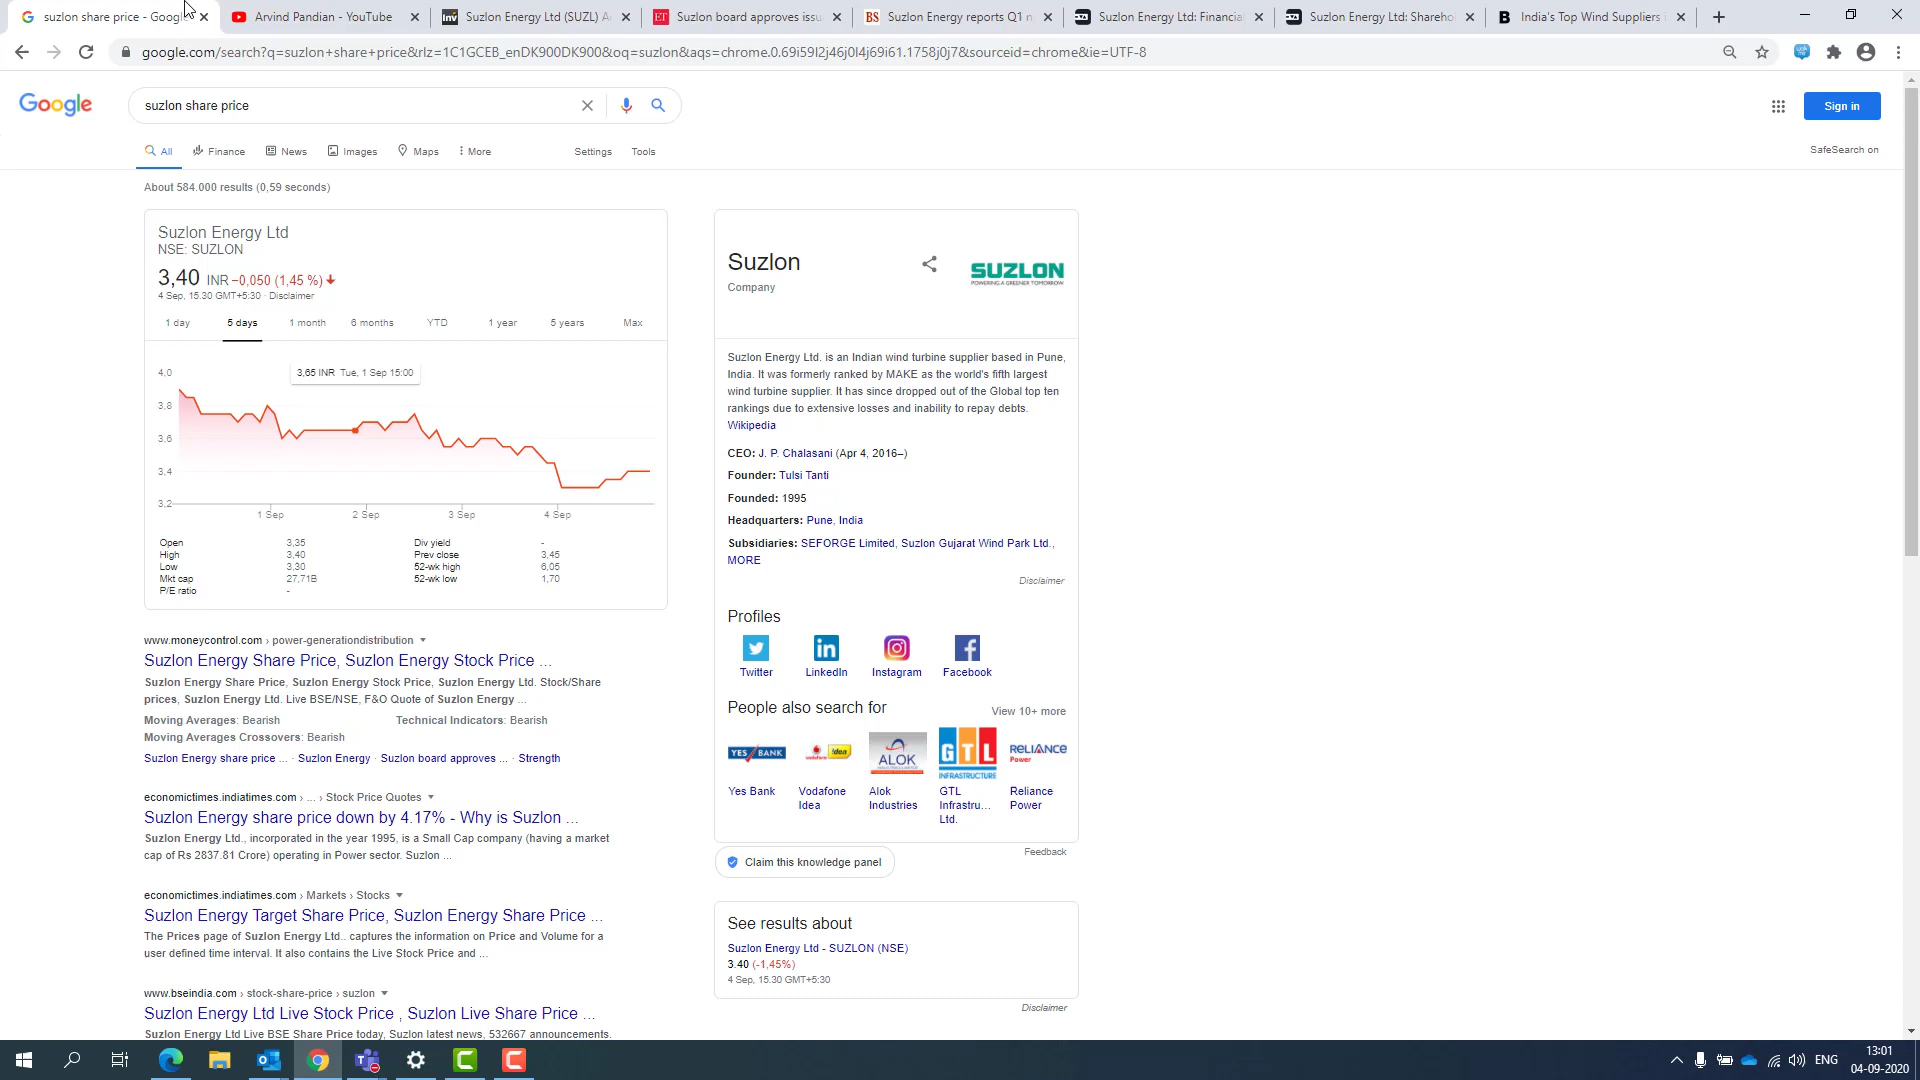 suzlon share price - Goog
Arvind Pandian - YouTube
Suzlon Energy Ltd (SUZL) A
Suzlon board approves issu
Suzlon Energy reports Q1 n
Suzlon Energy Ltd: Financia
Suzlon Energy Ltd: Shareho
India's Top Wind Suppliers i
google.com/search?q=suzlon+share+price&rlz=1C1GCEB_enDK900DK900&oq=suzlon&aqs=chrome.0.69i59l2j46j0l4j69i61.1758j0j7&sourceid=chrome&ie=UTF-8
Google
suzlon share price
Sign in
All
Finance
News
Images
Maps
More
Settings
Tools
SafeSearch on
About 584.000 results (0,59 seconds)
Suzlon Energy Ltd
NSE: SUZLON
3,40 INR −0,050 (1,45 %)
4 Sep, 15.30 GMT+5:30 · Disclaimer
1 day
5 days
1 month
6 months
YTD
1 year
5 years
Max
4,0
3,8
3,6
3,4
3,2
3,65 INR Tue, 1 Sep 15:00
1 Sep
2 Sep
3 Sep
4 Sep
Open 3,35
High 3,40
Low 3,30
Mkt cap 27,71B
P/E ratio -
Div yield -
Prev close 3,45
52-wk high 6,05
52-wk low 1,70
www.moneycontrol.com › power-generationdistribution
Suzlon Energy Share Price, Suzlon Energy Stock Price ...
Suzlon Energy Share Price, Suzlon Energy Stock Price, Suzlon Energy Ltd. Stock/Share
prices, Suzlon Energy Ltd. Live BSE/NSE, F&O Quote of Suzlon Energy ...
Moving Averages: Bearish
Technical Indicators: Bearish
Moving Averages Crossovers: Bearish
Suzlon Energy share price ... · Suzlon Energy · Suzlon board approves ... · Strength
economictimes.indiatimes.com › ... › Stock Price Quotes
Suzlon Energy share price down by 4.17% - Why is Suzlon ...
Suzlon Energy Ltd., incorporated in the year 1995, is a Small Cap company (having a market
cap of Rs 2837.81 Crore) operating in Power sector. Suzlon ...
economictimes.indiatimes.com › Markets › Stocks
Suzlon Energy Target Share Price, Suzlon Energy Share Price ...
The Prices page of Suzlon Energy Ltd.. captures the information on Price and Volume for a
user defined time interval. It also contains the Live Stock Price and ...
www.bseindia.com › stock-share-price › suzlon
Suzlon Energy Ltd Live Stock Price , Suzlon Live Share Price ...
Suzlon Energy Ltd Live BSE Share Price today, Suzlon latest news, 532667 announcements.
Suzlon
Company
SUZLON
POWERING A GREENER TOMORROW
Suzlon Energy Ltd. is an Indian wind turbine supplier based in Pune,
India. It was formerly ranked by MAKE as the world's fifth largest
wind turbine supplier. It has since dropped out of the Global top ten
rankings due to extensive losses and inability to repay debts.
Wikipedia
CEO: J. P. Chalasani (Apr 4, 2016–)
Founder: Tulsi Tanti
Founded: 1995
Headquarters: Pune, India
Subsidiaries: SEFORGE Limited, Suzlon Gujarat Wind Park Ltd.,
MORE
Disclaimer
Profiles
Twitter
LinkedIn
Instagram
Facebook
People also search for
View 10+ more
YES BANK
idea
ALOK
GTL
INFRASTRUCTURE
RELIANCE
Power
Yes Bank
Vodafone
Idea
Alok
Industries
GTL
Infrastru...
Ltd.
Reliance
Power
Feedback
Claim this knowledge panel
See results about
Suzlon Energy Ltd - SUZLON (NSE)
3.40 (-1,45%)
4 Sep, 15.30 GMT+5:30
Disclaimer
ENG
13:01
04-09-2020